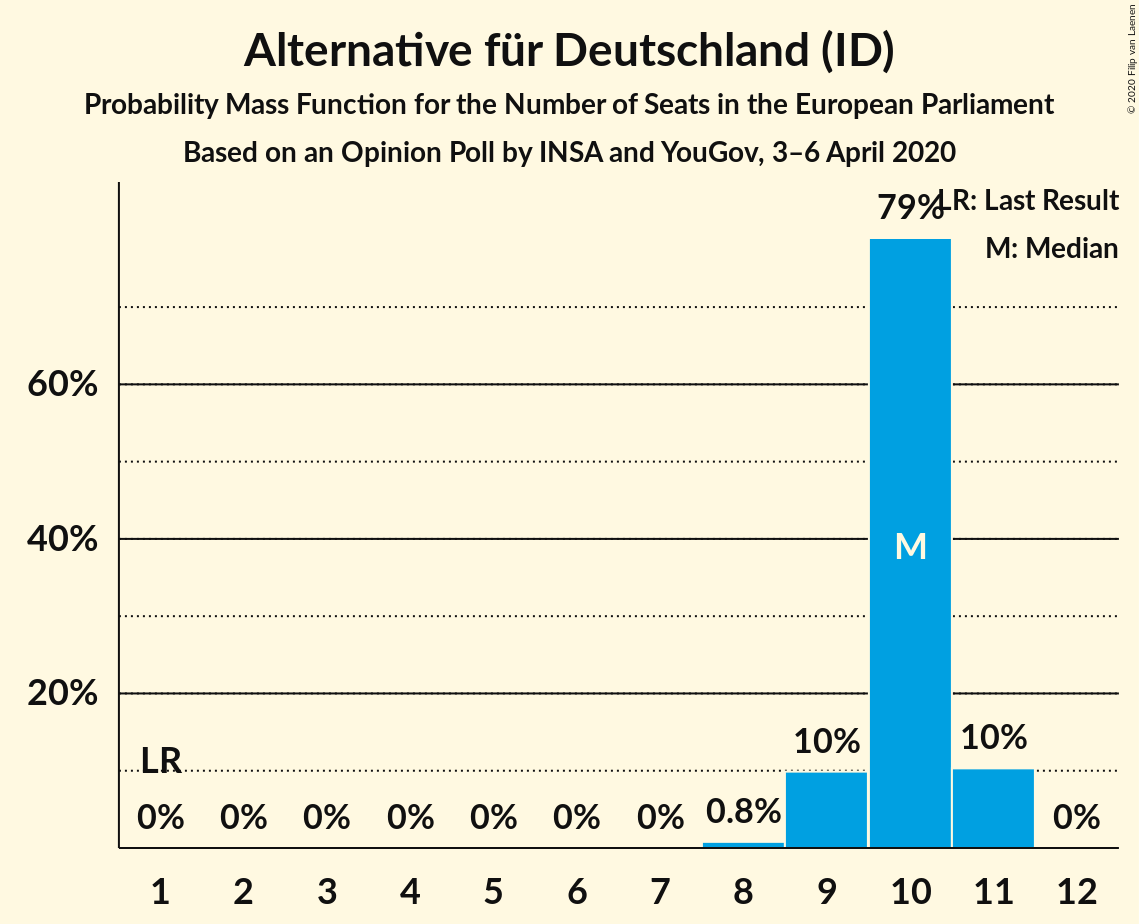 Alternative für Deutschland (ID)
Probability Mass Function for the Number of Seats in the European Parliament
Based on an Opinion Poll by INSA and YouGov, 3–6 April 2020
© 2020 Filip van Laenen
LR: Last Result
M: Median
79%
60%
40%
M
20%
10%
10%
LR
0%
0%
0%
0%
0%
0%
0%
0.8%
0%
1 2 3 4 5 6 7 8 9 10 11 12